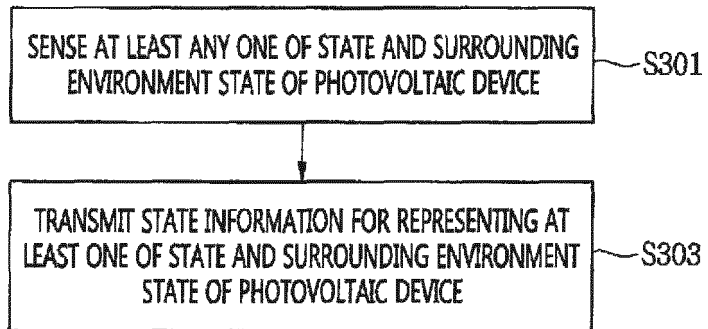 SENSE AT LEAST ANY ONE OF STATE AND SURROUNDING
ENVIRONMENT STATE OF PHOTOVOLTAIC DEVICE
S301
TRANSMIT STATE INFORMATION FOR REPRESENTING AT
LEAST ONE OF STATE AND SURROUNDING ENVIRONMENT
STATE OF PHOTOVOLTAIC DEVICE
S303